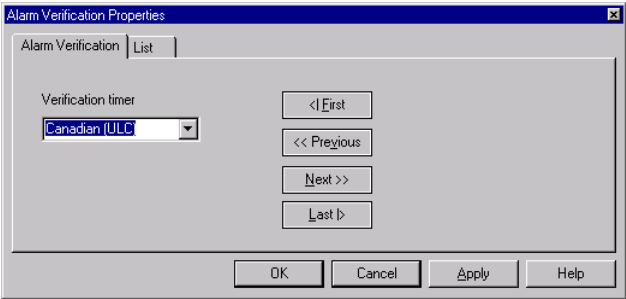 Alarm Verification Properties
Alarm Verification List
Verification timer
Canadian (ULC)
<| First
<< Previous
Next >>
Last |>
OK Cancel Apply Help